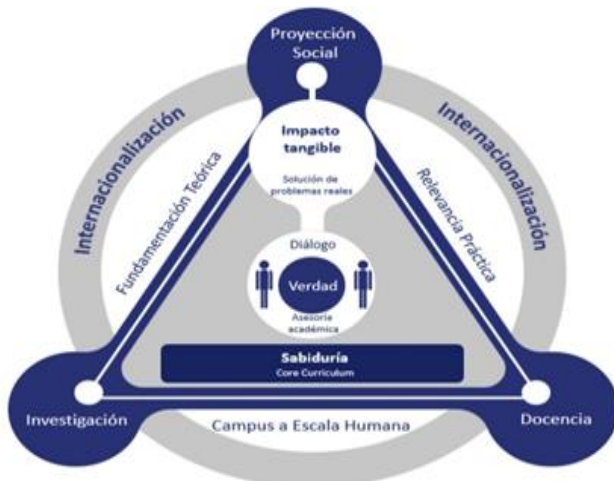 Proyección
Social
Internacionalización
Internacionalización
Impacto
tangible
Solución de
problemas reales
Fundamentación Teórica
Relevancia Práctica
Diálogo
Verdad
Asesoría
académica
Sabiduría
Core Curriculum
Investigación
Docencia
Campus a Escala Humana